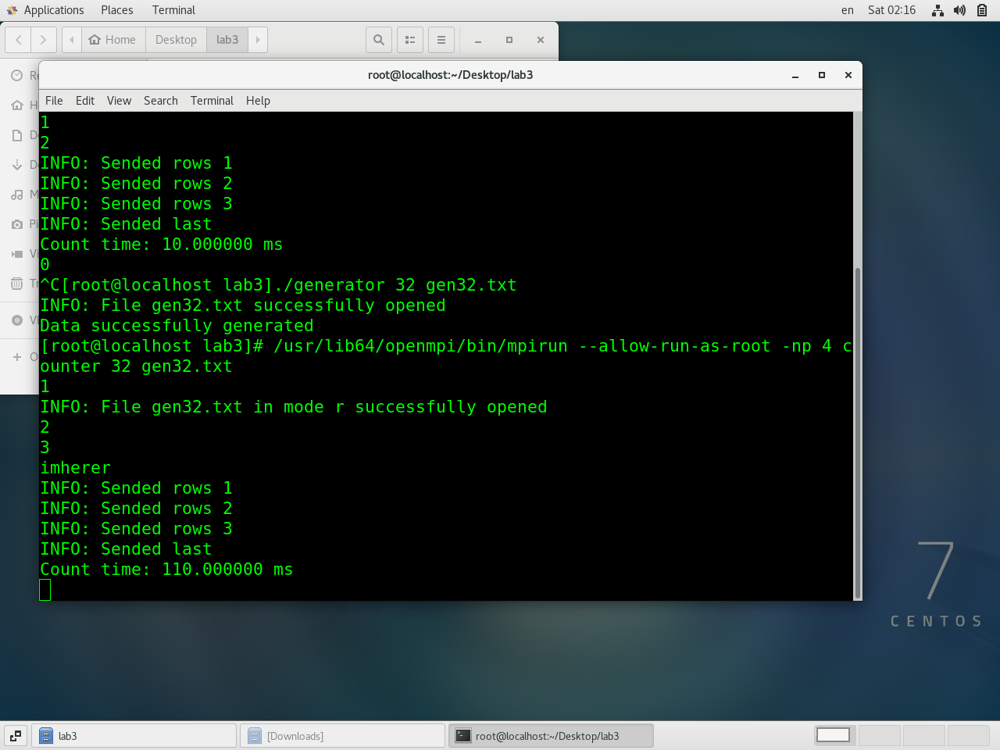 Applications Places Terminal en Sat 02:16
Home Desktop lab3
root@localhost:~/Desktop/lab3
File Edit View Search Terminal Help
1
2
INFO: Sended rows 1
INFO: Sended rows 2
INFO: Sended rows 3
INFO: Sended last
Count time: 10.000000 ms
0
^C[root@localhost lab3]./generator 32 gen32.txt
INFO: File gen32.txt successfully opened
Data successfully generated
[root@localhost lab3]# /usr/lib64/openmpi/bin/mpirun --allow-run-as-root -np 4 c
ounter 32 gen32.txt
1
INFO: File gen32.txt in mode r successfully opened
2
3
imherer
INFO: Sended rows 1
INFO: Sended rows 2
INFO: Sended rows 3
INFO: Sended last
Count time: 110.000000 ms
7
CENTOS
lab3 [Downloads] root@localhost:~/Desktop/lab3